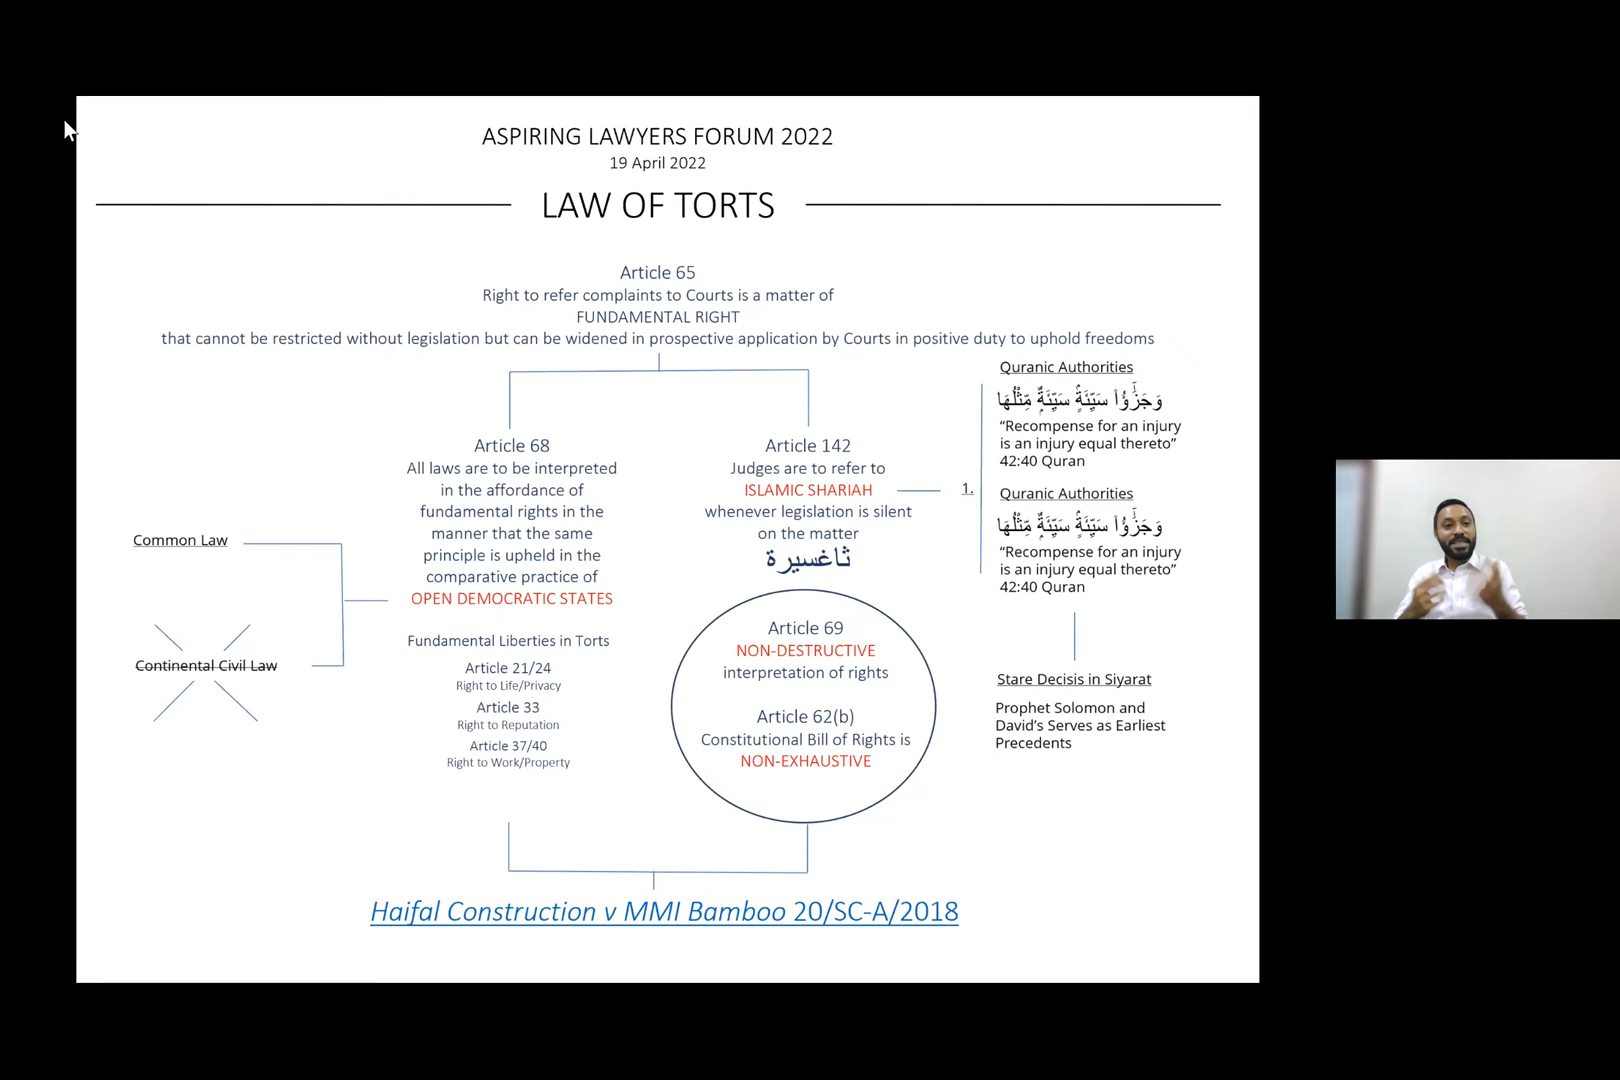 ASPIRING LAWYERS FORUM 2022
19 April 2022
LAW OF TORTS
Article 65
Right to refer complaints to Courts is a matter of
FUNDAMENTAL RIGHT
that cannot be restricted without legislation but can be widened in prospective application by Courts in positive duty to uphold freedoms
Common Law
Continental Civil Law
Article 68
All laws are to be interpreted
in the affordance of
fundamental rights in the
manner that the same
principle is upheld in the
comparative practice of
OPEN DEMOCRATIC STATES
Fundamental Liberties in Torts
Article 21/24
Right to Life/Privacy
Article 33
Right to Reputation
Article 37/40
Right to Work/Property
Article 142
Judges are to refer to
ISLAMIC SHARIAH
whenever legislation is silent
on the matter
ثاغسيرة
Article 69
NON-DESTRUCTIVE
interpretation of rights
Article 62(b)
Constitutional Bill of Rights is
NON-EXHAUSTIVE
1.
Quranic Authorities
وَجَزَٰٓؤُا۟ سَيِّئَةٍۢ سَيِّئَةٌۭ مِّثْلُهَا
“Recompense for an injury
is an injury equal thereto”
42:40 Quran
Quranic Authorities
وَجَزَٰٓؤُا۟ سَيِّئَةٍۢ سَيِّئَةٌۭ مِّثْلُهَا
“Recompense for an injury
is an injury equal thereto”
42:40 Quran
Stare Decisis in Siyarat
Prophet Solomon and
David’s Serves as Earliest
Precedents
Haifal Construction v MMI Bamboo 20/SC-A/2018